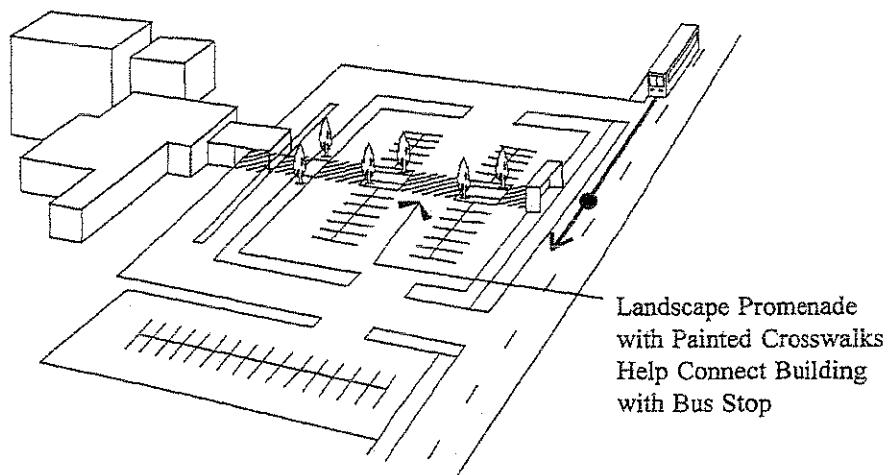 Landscape Promenade
with Painted Crosswalks
Help Connect Building
with Bus Stop